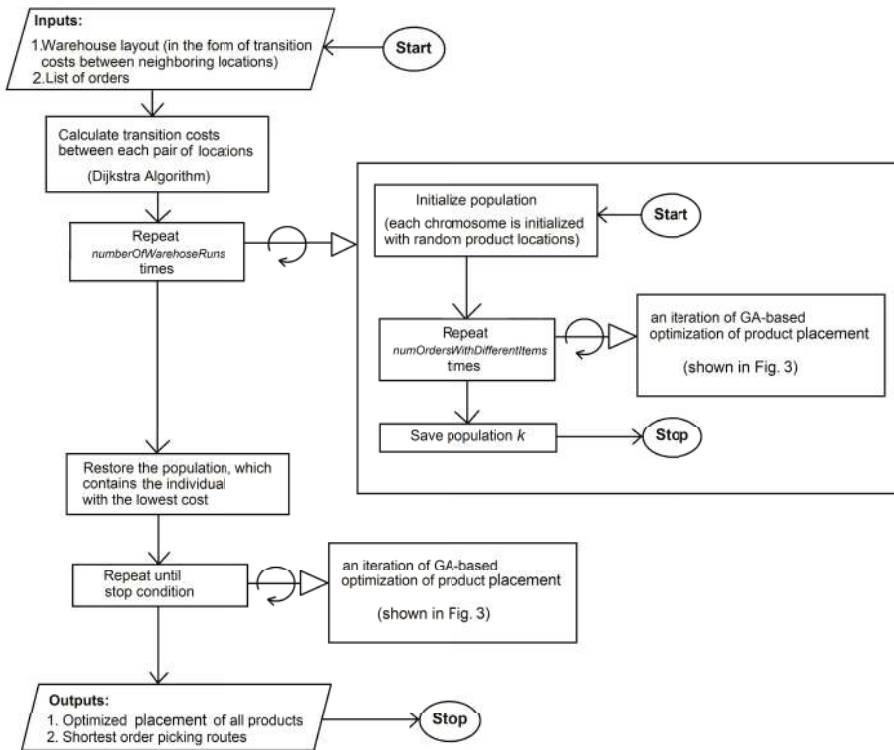 Inputs:
1.Warehouse layout (in the form of transition
costs between neighboring locations)
2.List of orders
Start
Calculate transition costs
between each pair of locations
(Dijkstra Algorithm)
Repeat
numberOfWarehoseRuns
times
Initialize population
(each chromosome is initialized
with random product locations)
Start
Repeat
numOrdersWithDifferentItems
times
an iteration of GA-based
optimization of product placement
(shown in Fig. 3)
Save population k
Stop
Restore the population, which
contains the individual
with the lowest cost
Repeat until
stop condition
an iteration of GA-based
optimization of product placement
(shown in Fig. 3)
Outputs:
1. Optimized placement of all products
2. Shortest order picking routes
Stop